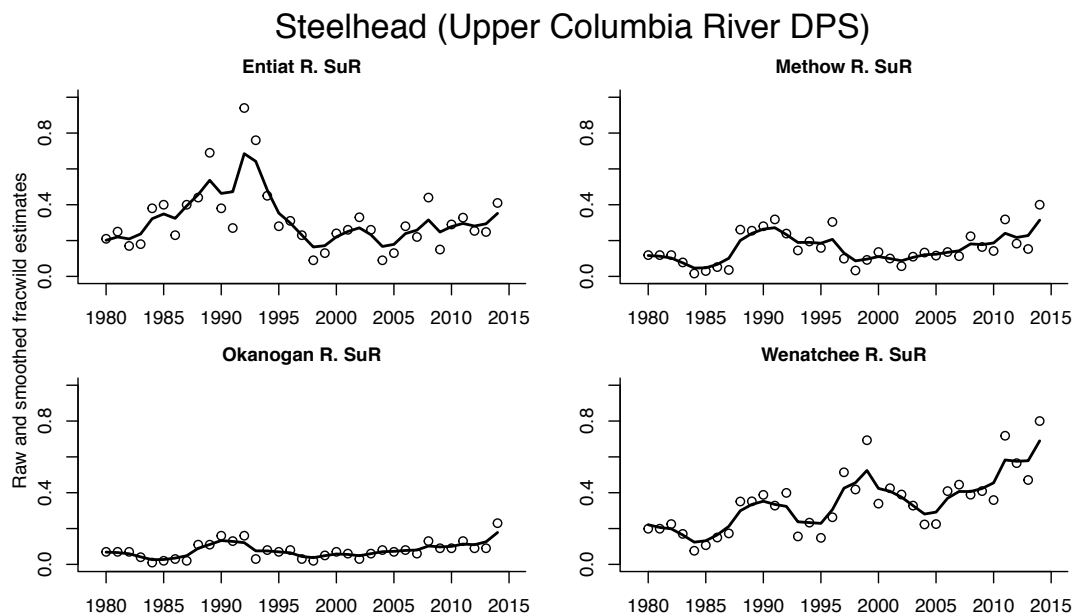 Steelhead (Upper Columbia River DPS)
Raw and smoothed fracwild estimates
Entiat R. SuR
0.8
0.4
0.0
1980 1985 1990 1995 2000 2005 2010 2015
Methow R. SuR
0.8
0.4
0.0
1980 1985 1990 1995 2000 2005 2010 2015
Okanogan R. SuR
0.8
0.4
0.0
1980 1985 1990 1995 2000 2005 2010 2015
Wenatchee R. SuR
0.8
0.4
0.0
1980 1985 1990 1995 2000 2005 2010 2015